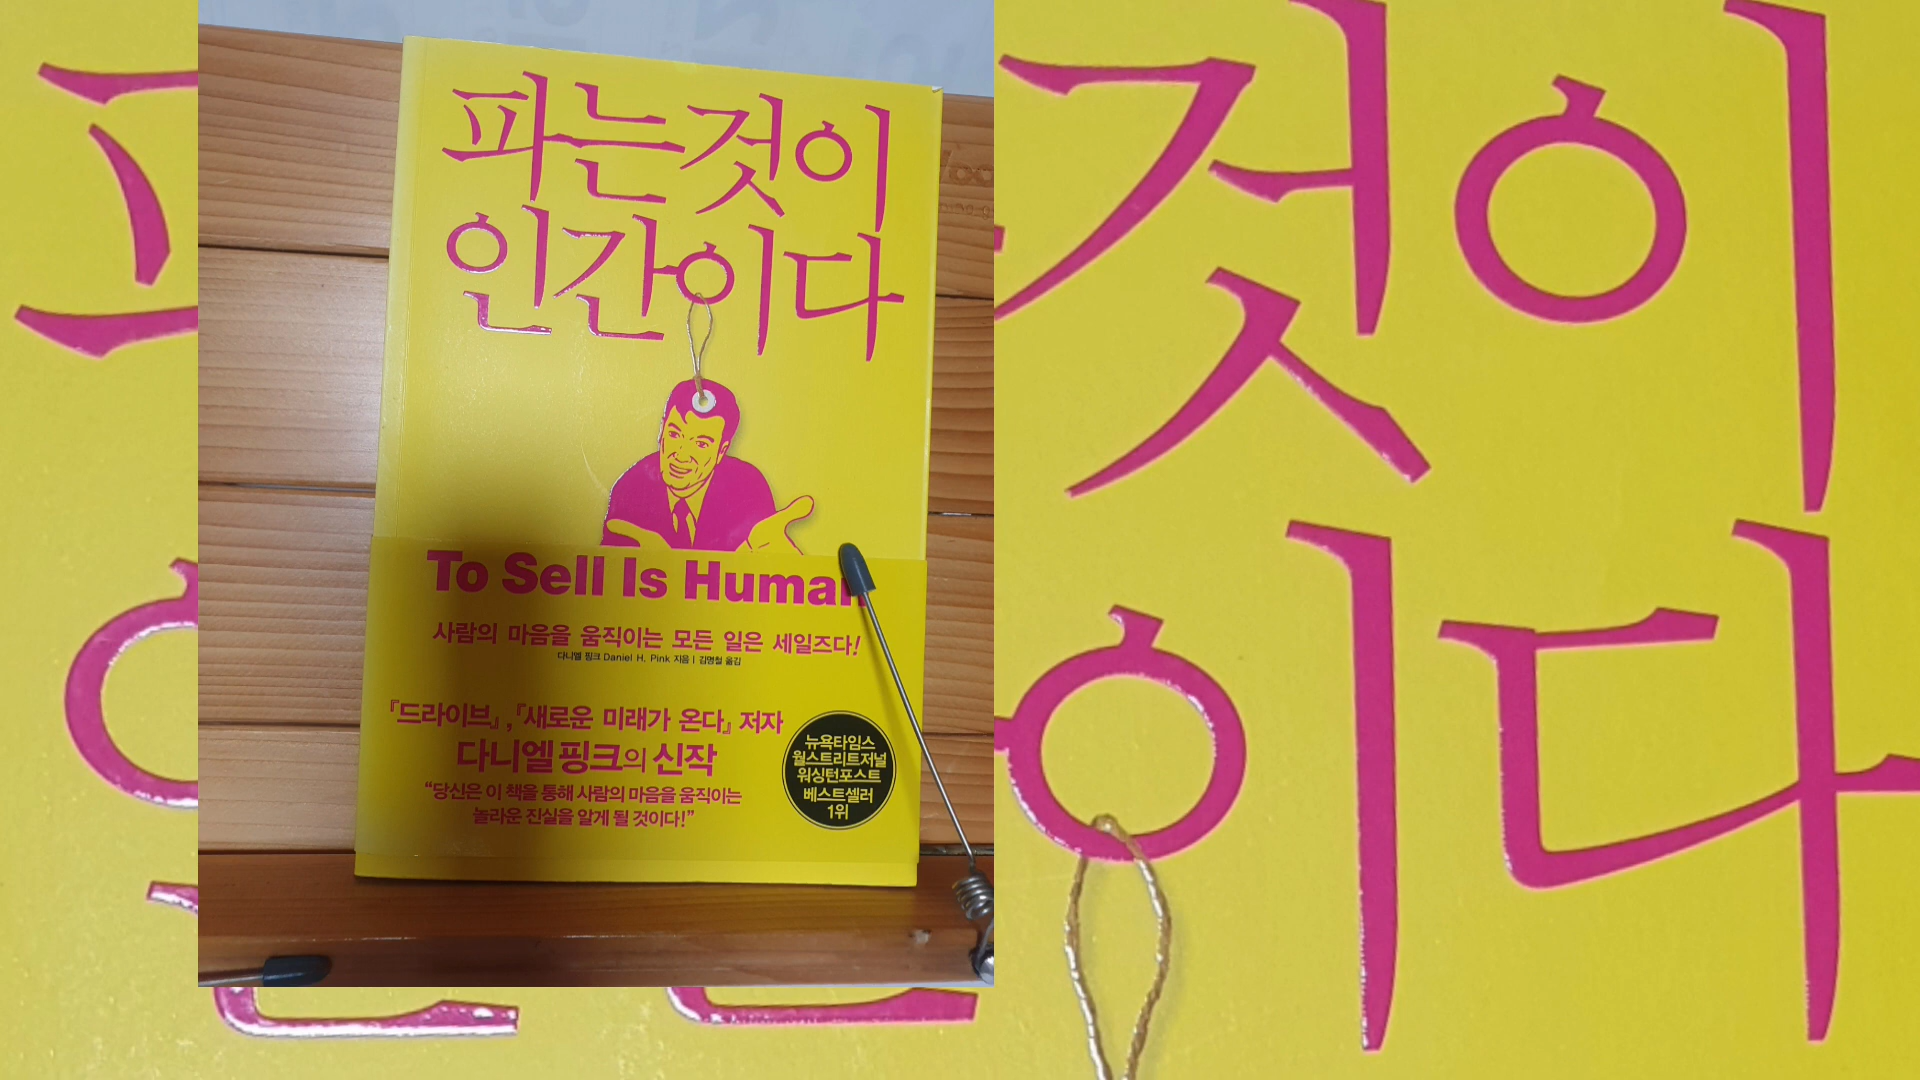 파는것이
인간이다
To Sell Is Human
사람의 마음을 움직이는 모든 일은 세일즈다!
다니엘 핑크 Daniel H. Pink 지음 | 김명철 옮김
『드라이브』,『새로운 미래가 온다』 저자
다니엘 핑크의 신작
“당신은 이 책을 통해 사람의 마음을 움직이는
놀라운 진실을 알게 될 것이다!”
뉴욕타임스
월스트리트저널
워싱턴포스트
베스트셀러
1위
것이
이다